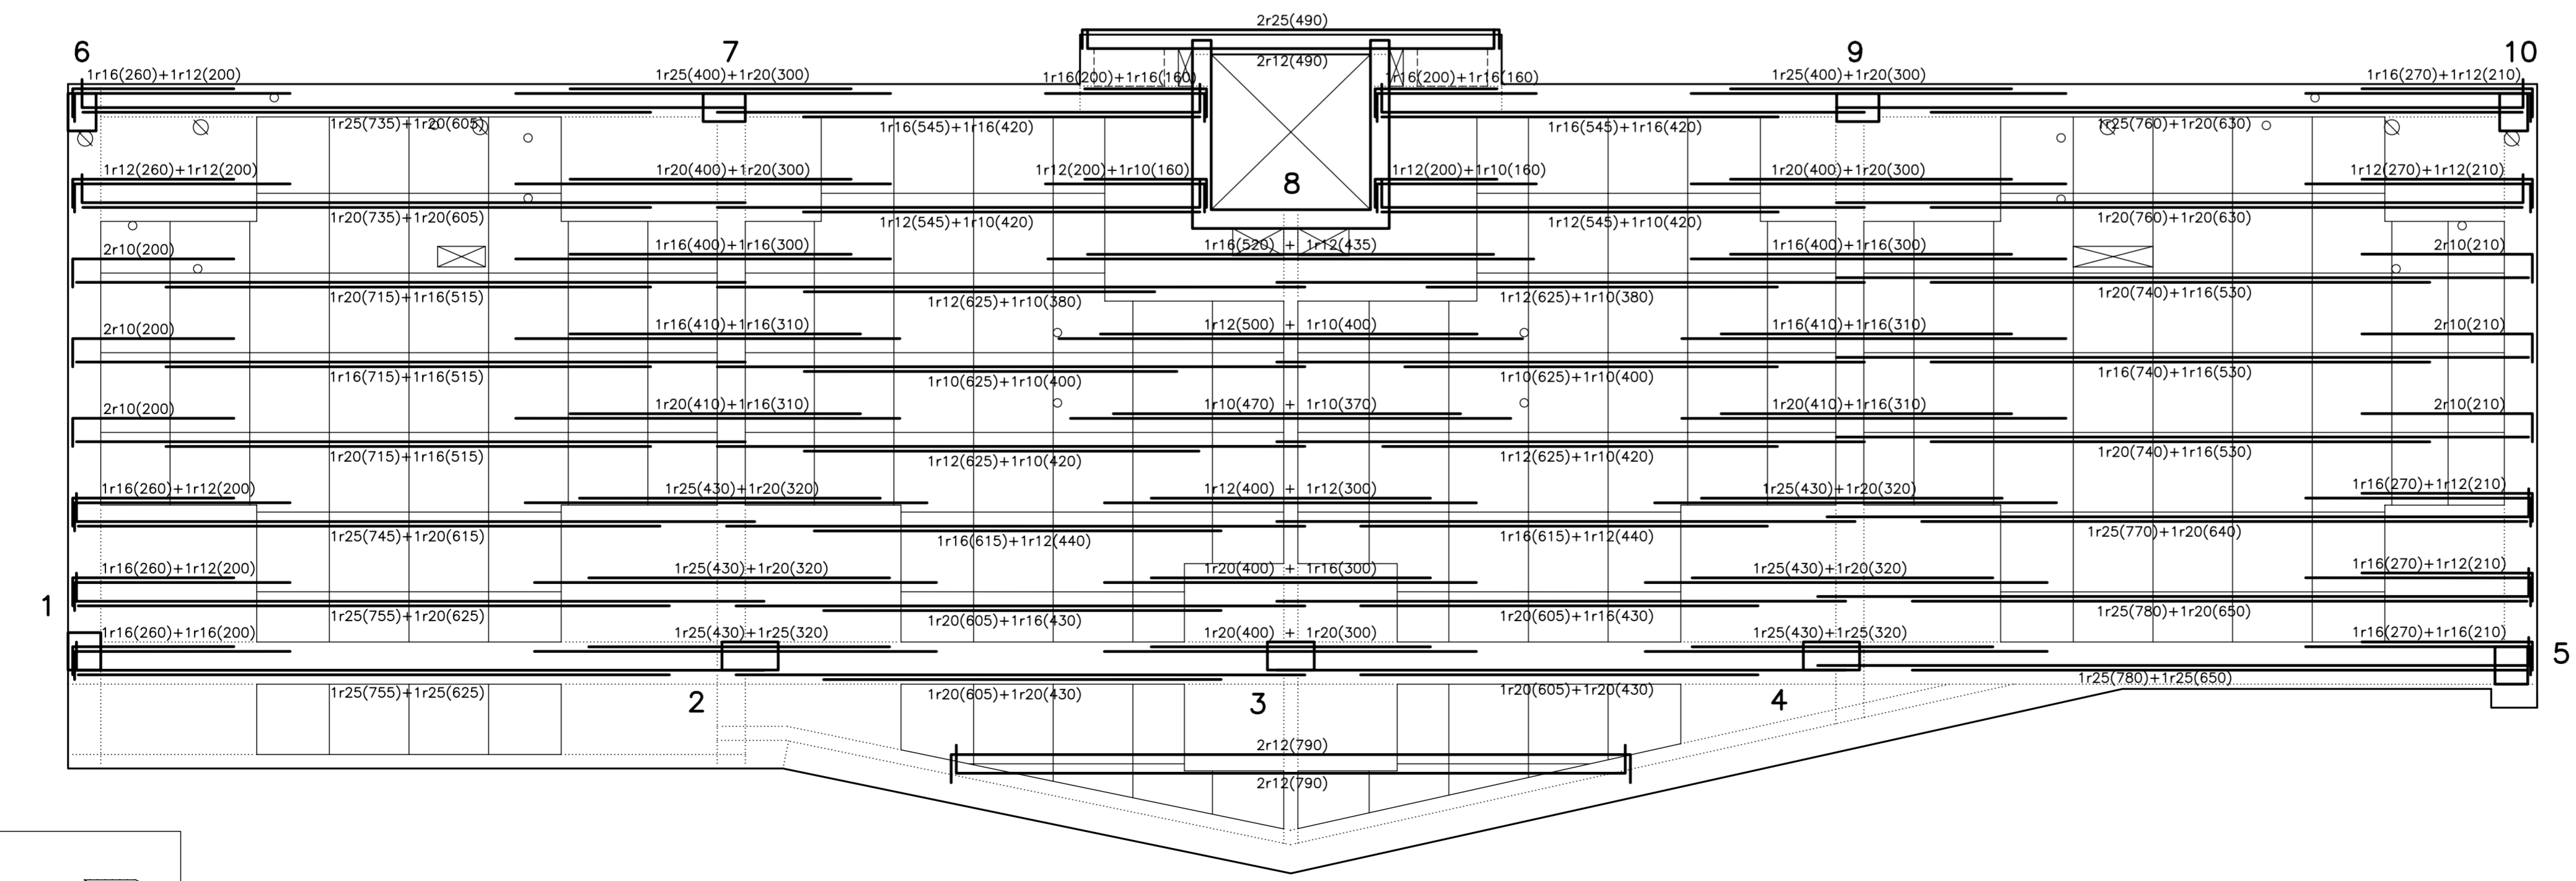 2r25(490)
6
7
2r12(490)
9
10
1r16(260)+1r12(200)
1r25(400)+1r20(300)
1r16(200)+1r16(160)
1r16(200)+1r16(160)
1r25(400)+1r20(300)
1r16(270)+1r12(210)
1r25(735)+1r20(605)
1r16(545)+1r16(420)
1r16(545)+1r16(420)
1r25(760)+1r20(630)
1r12(260)+1r12(200)
1r20(400)+1r20(300)
1r12(200)+1r10(160)
8
1r12(200)+1r10(160)
1r20(400)+1r20(300)
1r12(270)+1r12(210)
1r20(735)+1r20(605)
1r12(545)+1r10(420)
1r12(545)+1r10(420)
1r20(760)+1r20(630)
2r10(200)
1r16(400)+1r16(300)
1r16(520) + 1r12(435)
1r16(400)+1r16(300)
2r10(210)
1r20(715)+1r16(515)
1r12(625)+1r10(380)
1r12(625)+1r10(380)
1r20(740)+1r16(530)
2r10(200)
1r16(410)+1r16(310)
1r12(500) + 1r10(400)
1r16(410)+1r16(310)
2r10(210)
1r16(715)+1r16(515)
1r10(625)+1r10(400)
1r10(625)+1r10(400)
1r16(740)+1r16(530)
2r10(200)
1r20(410)+1r16(310)
1r10(470) + 1r10(370)
1r20(410)+1r16(310)
2r10(210)
1r20(715)+1r16(515)
1r12(625)+1r10(420)
1r12(625)+1r10(420)
1r20(740)+1r16(530)
1r16(260)+1r12(200)
1r25(430)+1r20(320)
1r12(400) + 1r12(300)
1r25(430)+1r20(320)
1r16(270)+1r12(210)
1r25(745)+1r20(615)
1r16(615)+1r12(440)
1r16(615)+1r12(440)
1r25(770)+1r20(640)
1r16(260)+1r12(200)
1r25(430)+1r20(320)
1r20(400) + 1r16(300)
1r25(430)+1r20(320)
1r16(270)+1r12(210)
1
1r25(755)+1r20(625)
1r20(605)+1r16(430)
1r20(605)+1r16(430)
1r25(780)+1r20(650)
1r16(260)+1r16(200)
1r25(430)+1r25(320)
1r20(400) + 1r20(300)
1r25(430)+1r25(320)
1r16(270)+1r16(210)
5
1r25(755)+1r25(625)
2
1r20(605)+1r20(430)
3
1r20(605)+1r20(430)
4
1r25(780)+1r25(650)
2r12(790)
2r12(790)